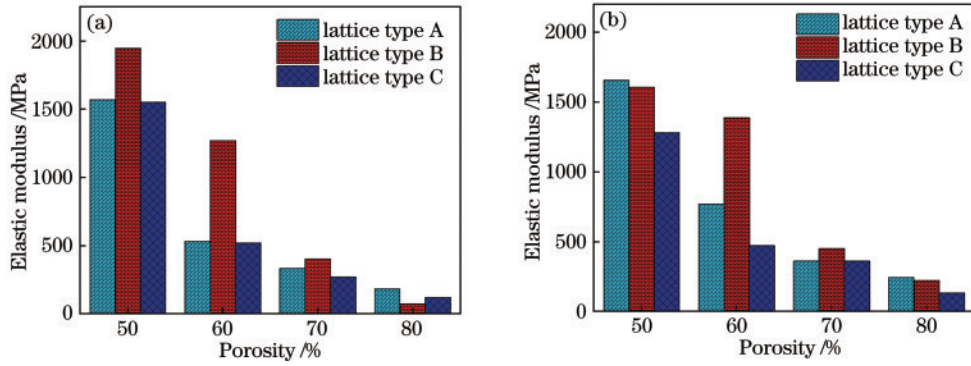 (a)
lattice type A
lattice type B
lattice type C
2000
1500
1000
500
0
Elastic modulus /MPa
50 60 70 80
Porosity /%
(b)
lattice type A
lattice type B
lattice type C
2000
1500
1000
500
0
Elastic modulus /MPa
50 60 70 80
Porosity /%